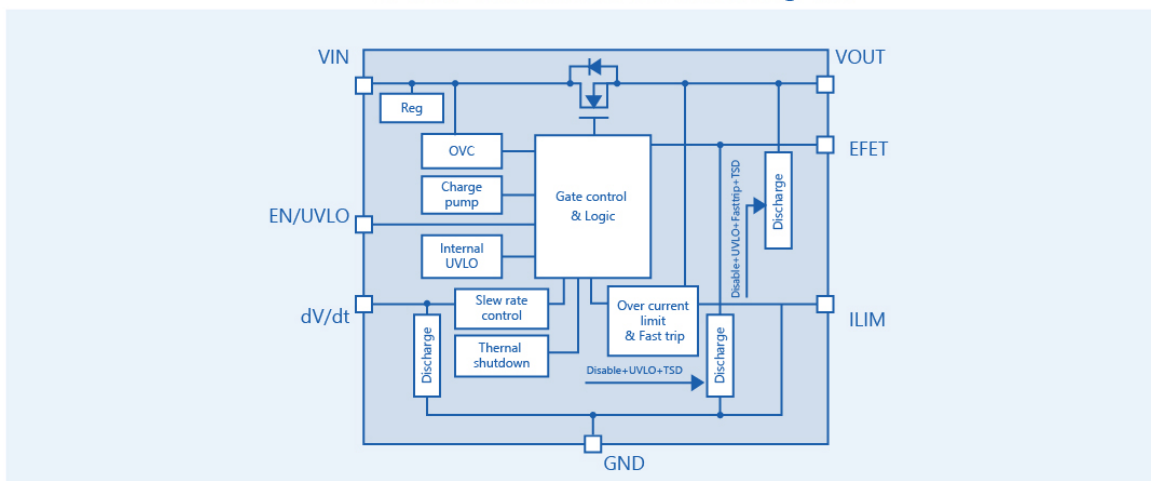 VIN
VOUT
Reg
OVC
EFET
Charge
pump
Gate control
& Logic
Discharge
Disable+UVLO+Fasttrip+TSD
EN/UVLO
Internal
UVLO
dV/dt
Slew rate
control
Over current
limit
& Fast trip
ILIM
Discharge
Thennal
shutdown
Discharge
Disable+UVLO+TSD
GND